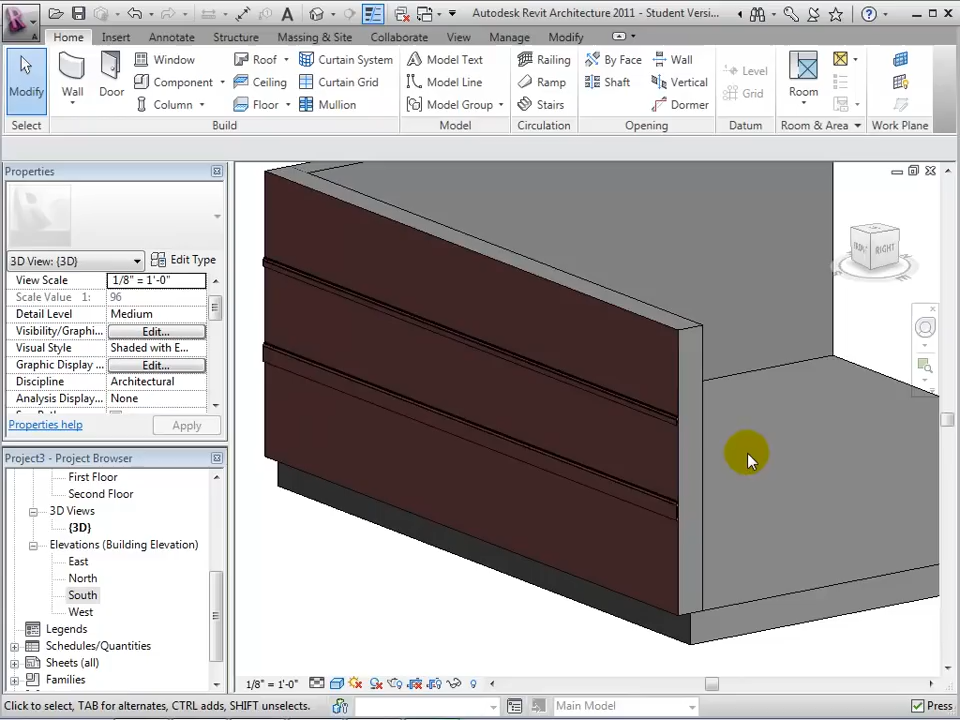 Autodesk Revit Architecture 2011 - Student Versi...
Home Insert Annotate Structure Massing & Site Collaborate View Manage Modify
Modify Wall Door Window Component Column Roof Ceiling Floor Curtain System Curtain Grid Mullion Model Text Model Line Model Group Railing Ramp Stairs By Face Shaft Wall Vertical Dormer Level Grid Room
Select Build Model Circulation Opening Datum Room & Area Work Plane
Properties
3D View: {3D} Edit Type
View Scale 1/8" = 1'-0"
Scale Value 1: 96
Detail Level Medium
Visibility/Graphi... Edit...
Visual Style Shaded with E...
Graphic Display ... Edit...
Discipline Architectural
Analysis Display... None
Properties help Apply
Project3 - Project Browser
First Floor
Second Floor
3D Views
{3D}
Elevations (Building Elevation)
East
North
South
West
Legends
Schedules/Quantities
Sheets (all)
Families
RIGHT
1/8" = 1'-0"
Click to select, TAB for alternates, CTRL adds, SHIFT unselects. Main Model Press